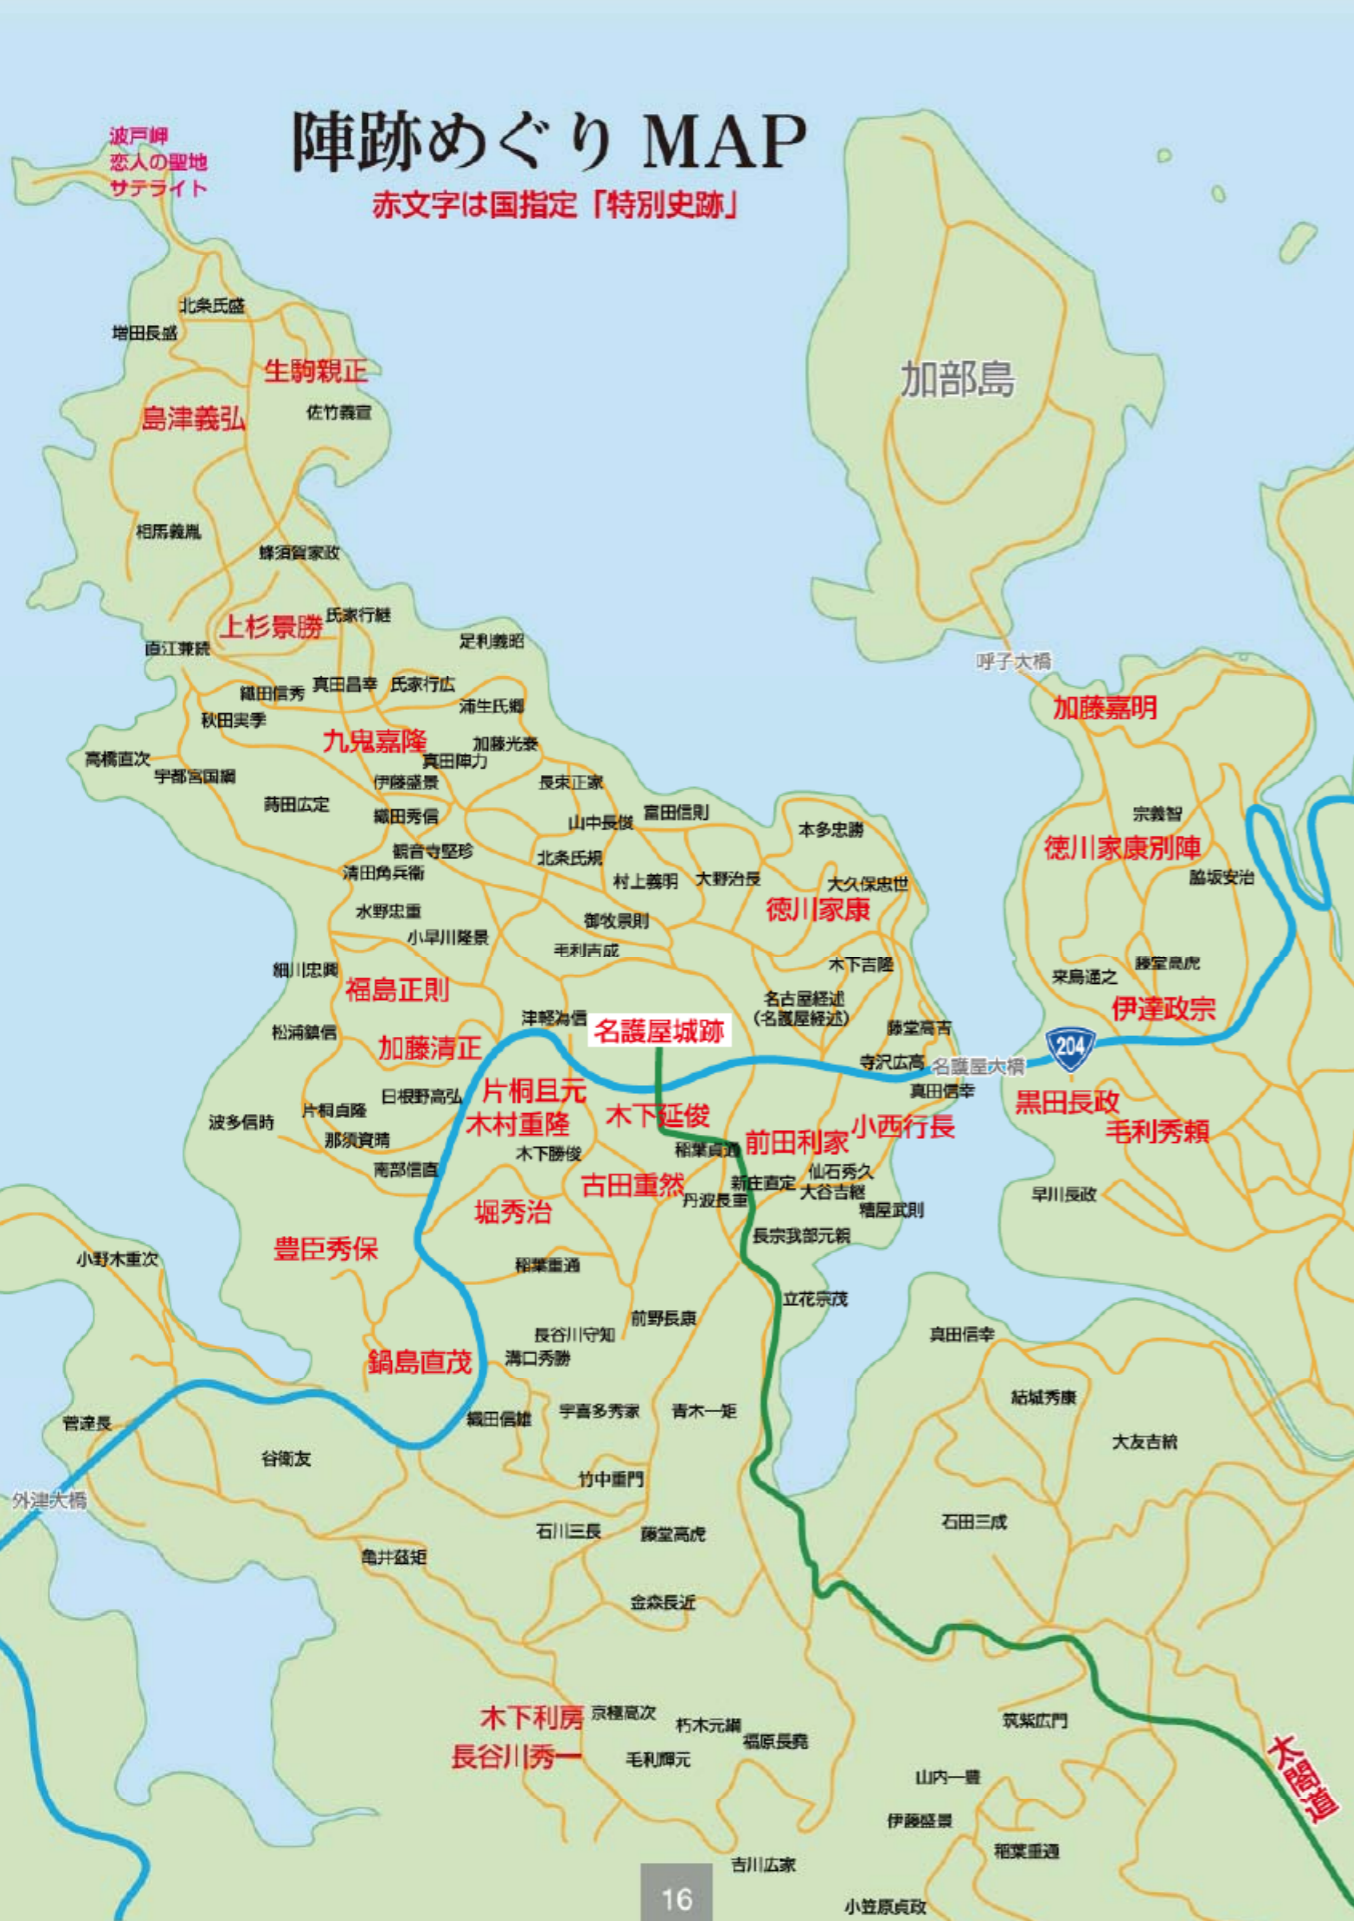 陣跡めぐり MAP
赤文字は国指定「特別史跡」
波戸岬
恋人の聖地
サテライト
北条氏盛
増田長盛
生駒親正
島津義弘
佐竹義宣
加部島
相馬義胤
蜂須賀家政
上杉景勝
氏家行継
直江兼続
足利義昭
呼子大橋
織田信秀
真田昌幸
氏家行広
秋田実季
浦生氏郷
加藤嘉明
九鬼嘉隆
加藤光泰
高橋直次
真田陣力
宇都宮国綱
伊藤盛景
長束正家
蒔田広定
織田秀信
山中長俊
富田信則
本多忠勝
宗義智
観音寺堅珍
北条氏規
徳川家康別陣
清田角兵衛
村上義明
大野治長
大久保忠世
脇坂安治
水野忠重
小早川隆景
御牧景則
徳川家康
毛利吉成
細川忠興
木下吉隆
来島通之
藤堂高虎
福島正則
名古屋経述
(名護屋経述)
伊達政宗
松浦鎮信
津軽為信
名護屋城跡
藤堂高吉
加藤清正
寺沢広高
名護屋大橋
204
片桐且元
日根野高弘
真田信幸
黒田長政
波多信時
片桐貞隆
木村重隆
木下延俊
小西行長
毛利秀頼
那須資晴
木下勝俊
稲葉貞通
前田利家
南部信直
古田重然
新庄直定
仙石秀久
丹波長重
大谷吉継
早川長政
堀秀治
糟屋武則
豊臣秀保
長宗我部元親
小野木重次
稲葉重通
立花宗茂
前野長康
長谷川守知
真田信幸
鍋島直茂
溝口秀勝
結城秀康
菅達長
織田信雄
宇喜多秀家
青木一矩
大友吉統
谷衛友
竹中重門
外津大橋
石川三長
藤堂高虎
石田三成
亀井茲矩
金森長近
木下利房
京極高次
朽木元綱
福原長堯
筑紫広門
長谷川秀一
毛利輝元
太閤道
山内一豊
伊藤盛景
稲葉重通
吉川広家
小笠原貞政
16